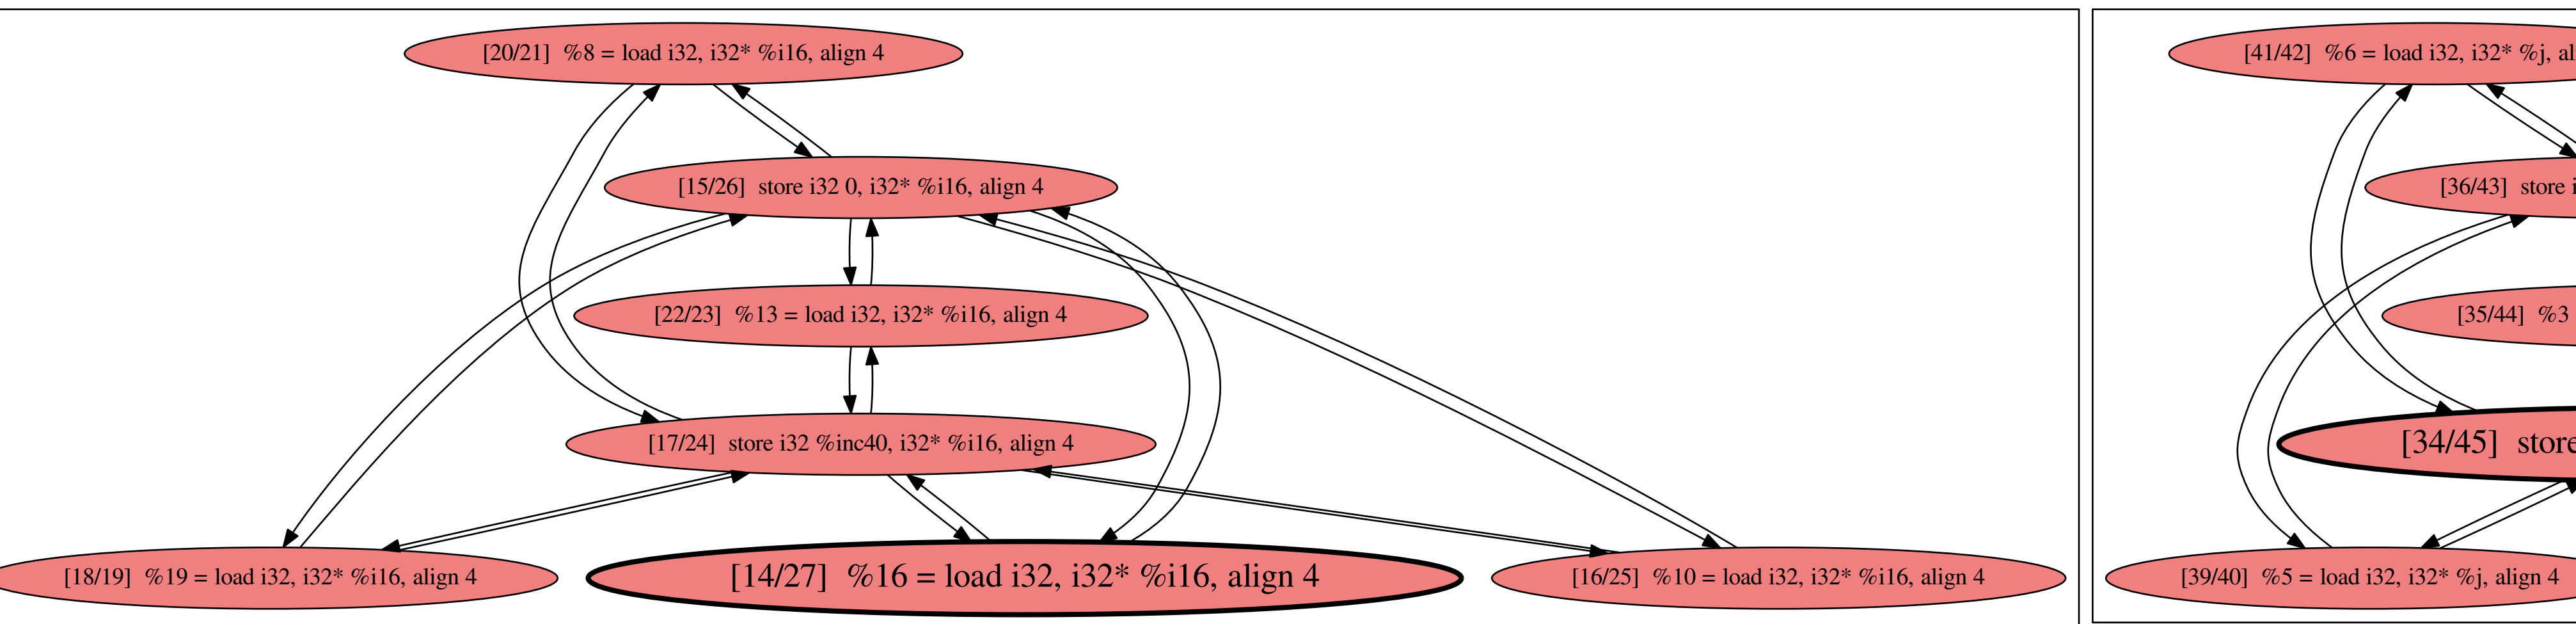 [20/21] %8 = load i32, i32* %i16, align 4
[15/26] store i32 0, i32* %i16, align 4
[22/23] %13 = load i32, i32* %i16, align 4
[17/24] store i32 %inc40, i32* %i16, align 4
[18/19] %19 = load i32, i32* %i16, align 4
[14/27] %16 = load i32, i32* %i16, align 4
[16/25] %10 = load i32, i32* %i16, align 4
[41/42] %6 = load i32, i32* %j,
[36/43] store
[35/44] %3
[34/45] store
[39/40] %5 = load i32, i32* %j, align 4